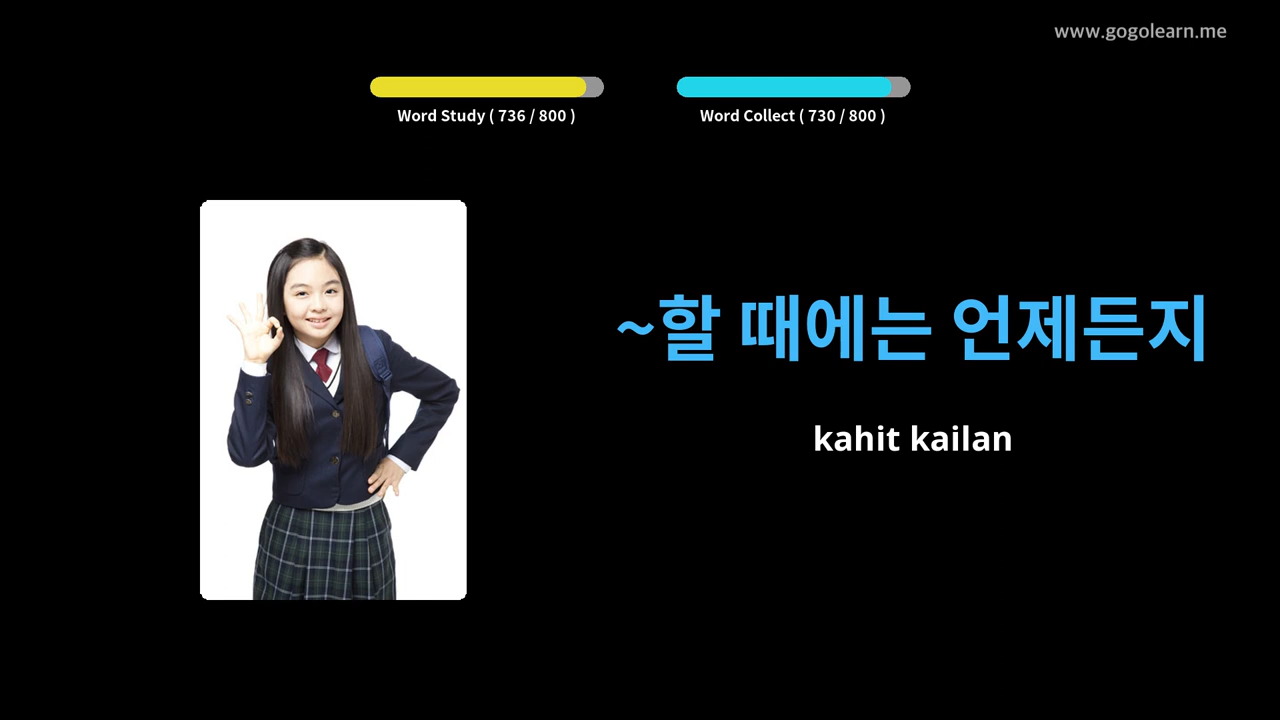 www.gogolearn.me
Word Study ( 736 / 800 )
Word Collect ( 730 / 800 )
~할 때에는 언제든지
kahit kailan